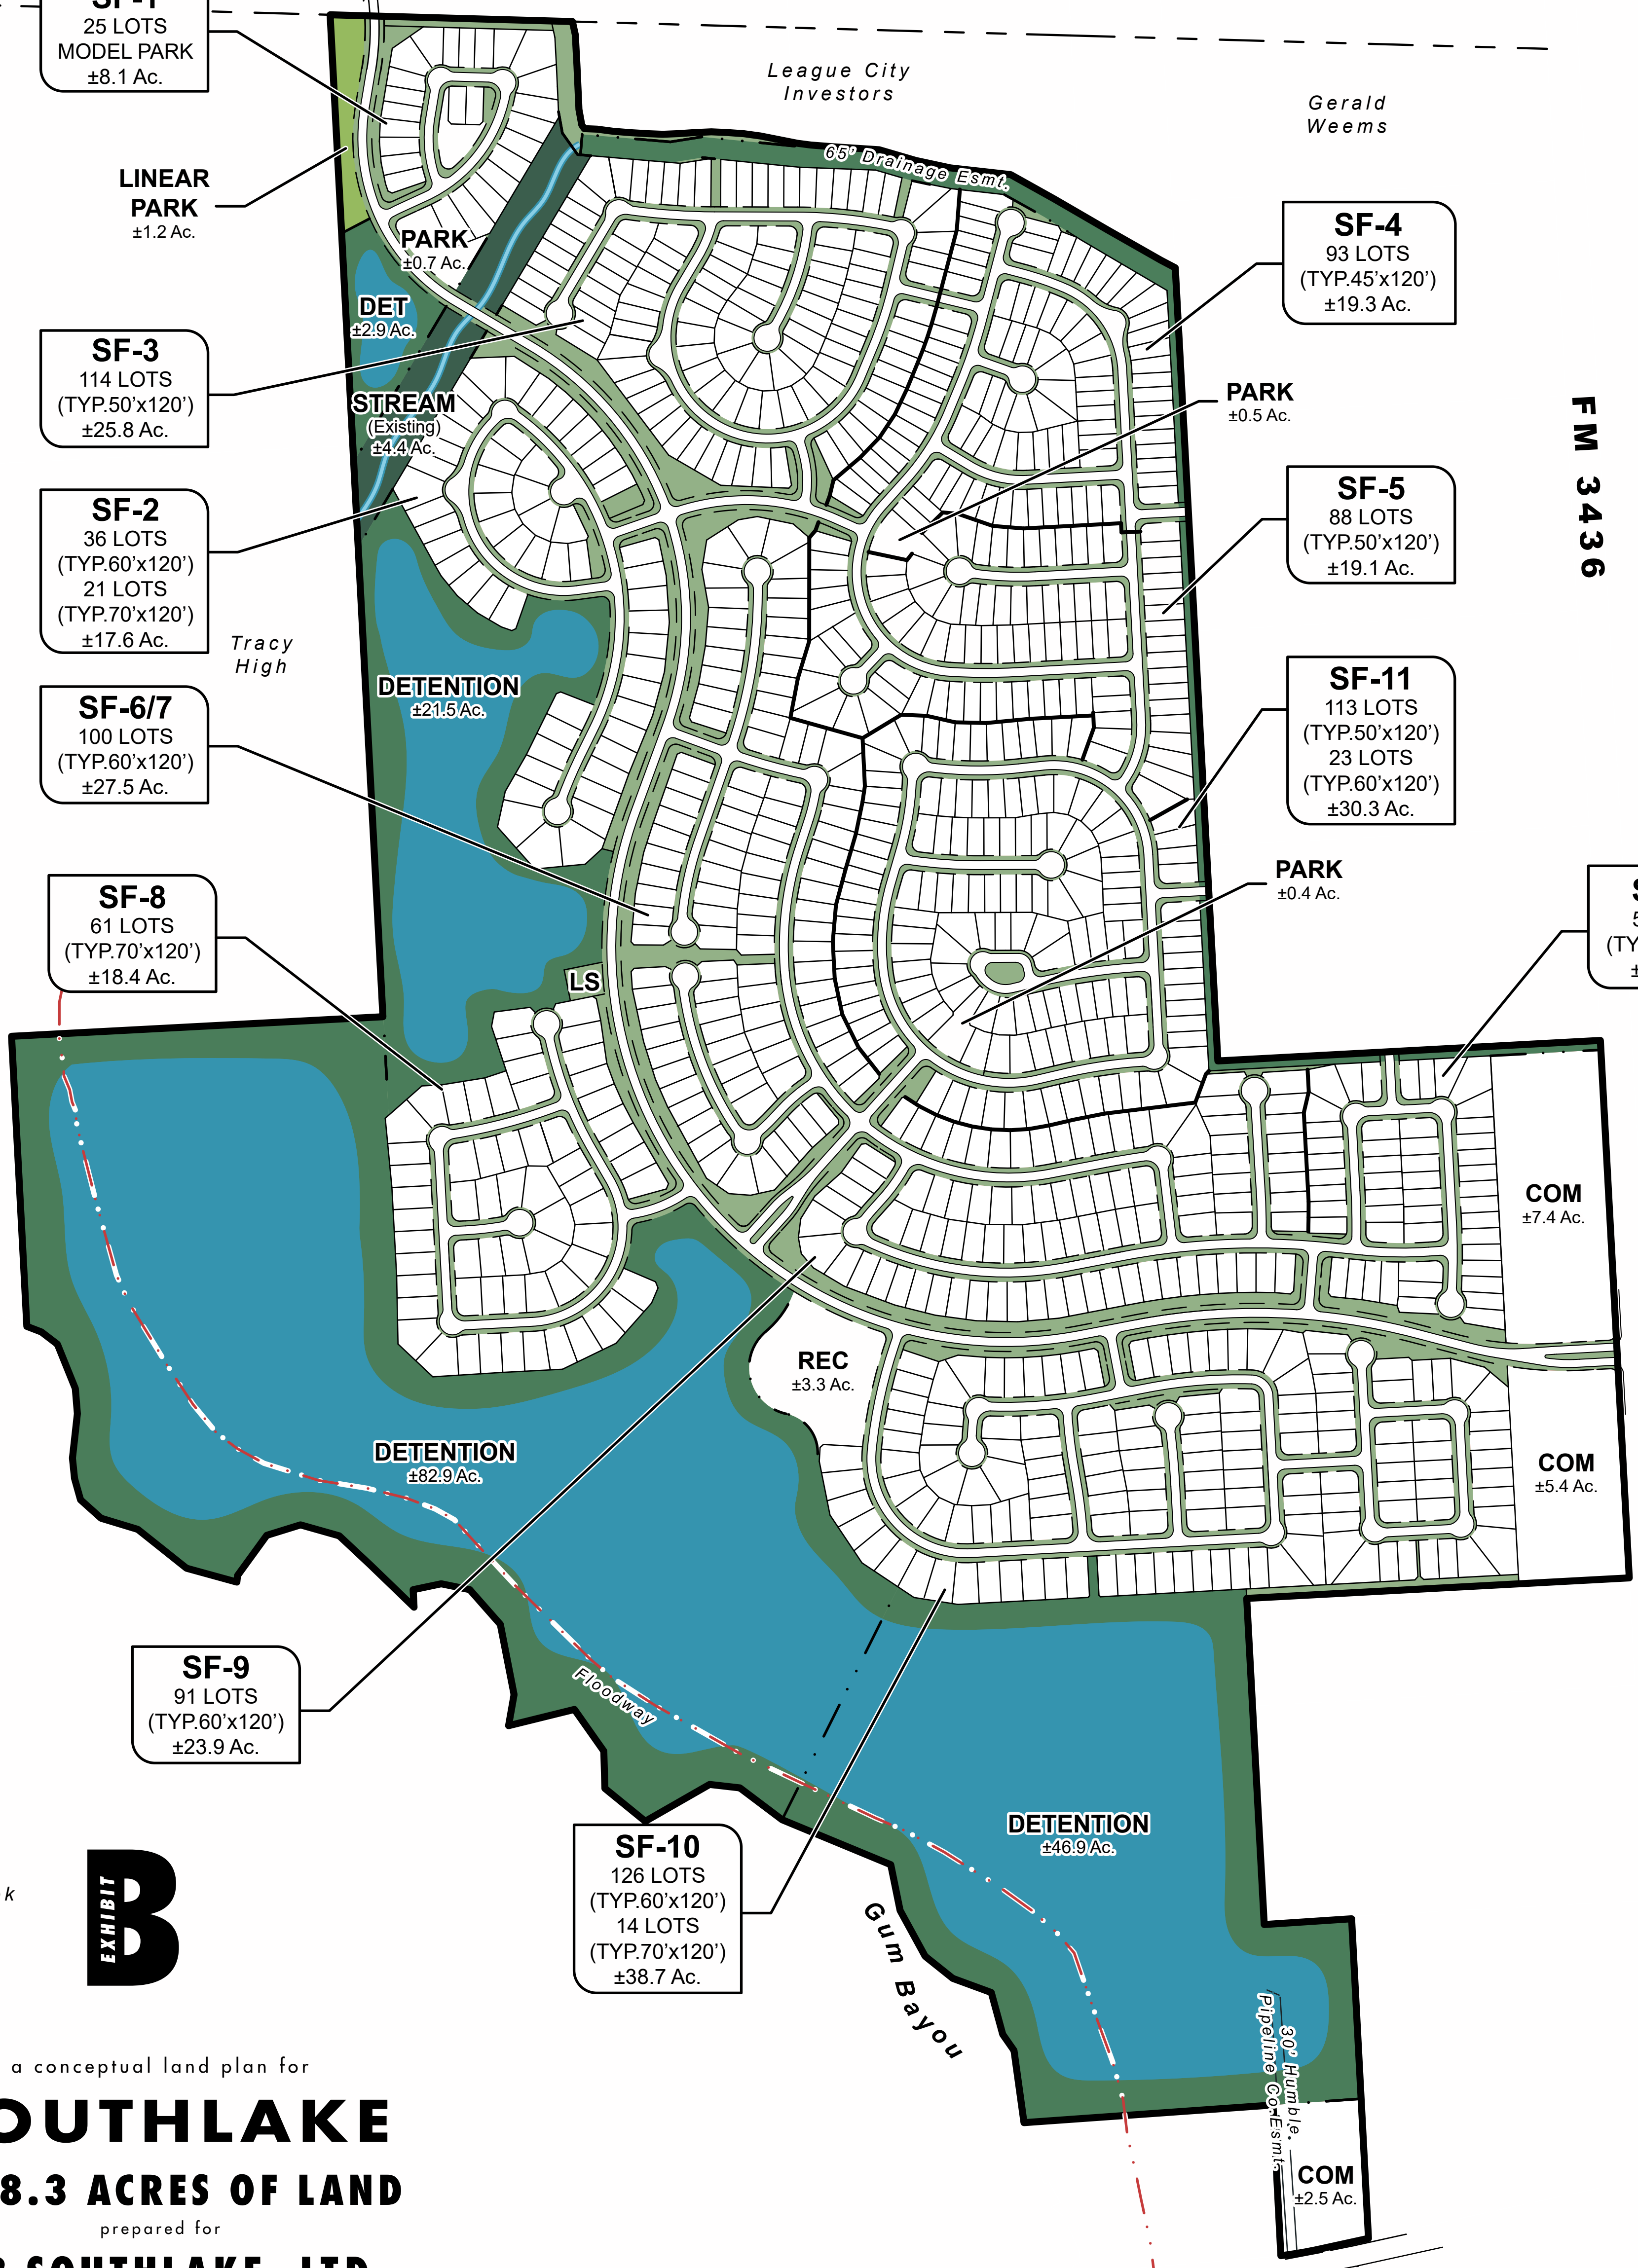 SF-1
25 LOTS
MODEL PARK
±8.1 Ac.
League City
Investors
Gerald
Weems
65' Drainage Esmt.
LINEAR
PARK
±1.2 Ac.
PARK
±0.7 Ac.
SF-4
93 LOTS
(TYP.45'x120')
±19.3 Ac.
DET
±2.9 Ac.
SF-3
114 LOTS
(TYP.50'x120')
±25.8 Ac.
STREAM
(Existing)
±4.4 Ac.
PARK
±0.5 Ac.
FM 3436
SF-2
36 LOTS
(TYP.60'x120')
21 LOTS
(TYP.70'x120')
±17.6 Ac.
SF-5
88 LOTS
(TYP.50'x120')
±19.1 Ac.
Tracy
High
DETENTION
±21.5 Ac.
SF-6/7
100 LOTS
(TYP.60'x120')
±27.5 Ac.
SF-11
113 LOTS
(TYP.50'x120')
23 LOTS
(TYP.60'x120')
±30.3 Ac.
PARK
±0.4 Ac.
SF-8
61 LOTS
(TYP.70'x120')
±18.4 Ac.
LS
COM
±7.4 Ac.
REC
±3.3 Ac.
DETENTION
±82.9 Ac.
COM
±5.4 Ac.
SF-9
91 LOTS
(TYP.60'x120')
±23.9 Ac.
Floodway
DETENTION
±46.9 Ac.
SF-10
126 LOTS
(TYP.60'x120')
14 LOTS
(TYP.70'x120')
±38.7 Ac.
Gum Bayou
30' Humble
Pipeline Co. Esmt.
COM
±2.5 Ac.
k
EXHIBIT
B
a conceptual land plan for
OUTHLAKE
8.3 ACRES OF LAND
prepared for
SOUTHLAKE, LTD